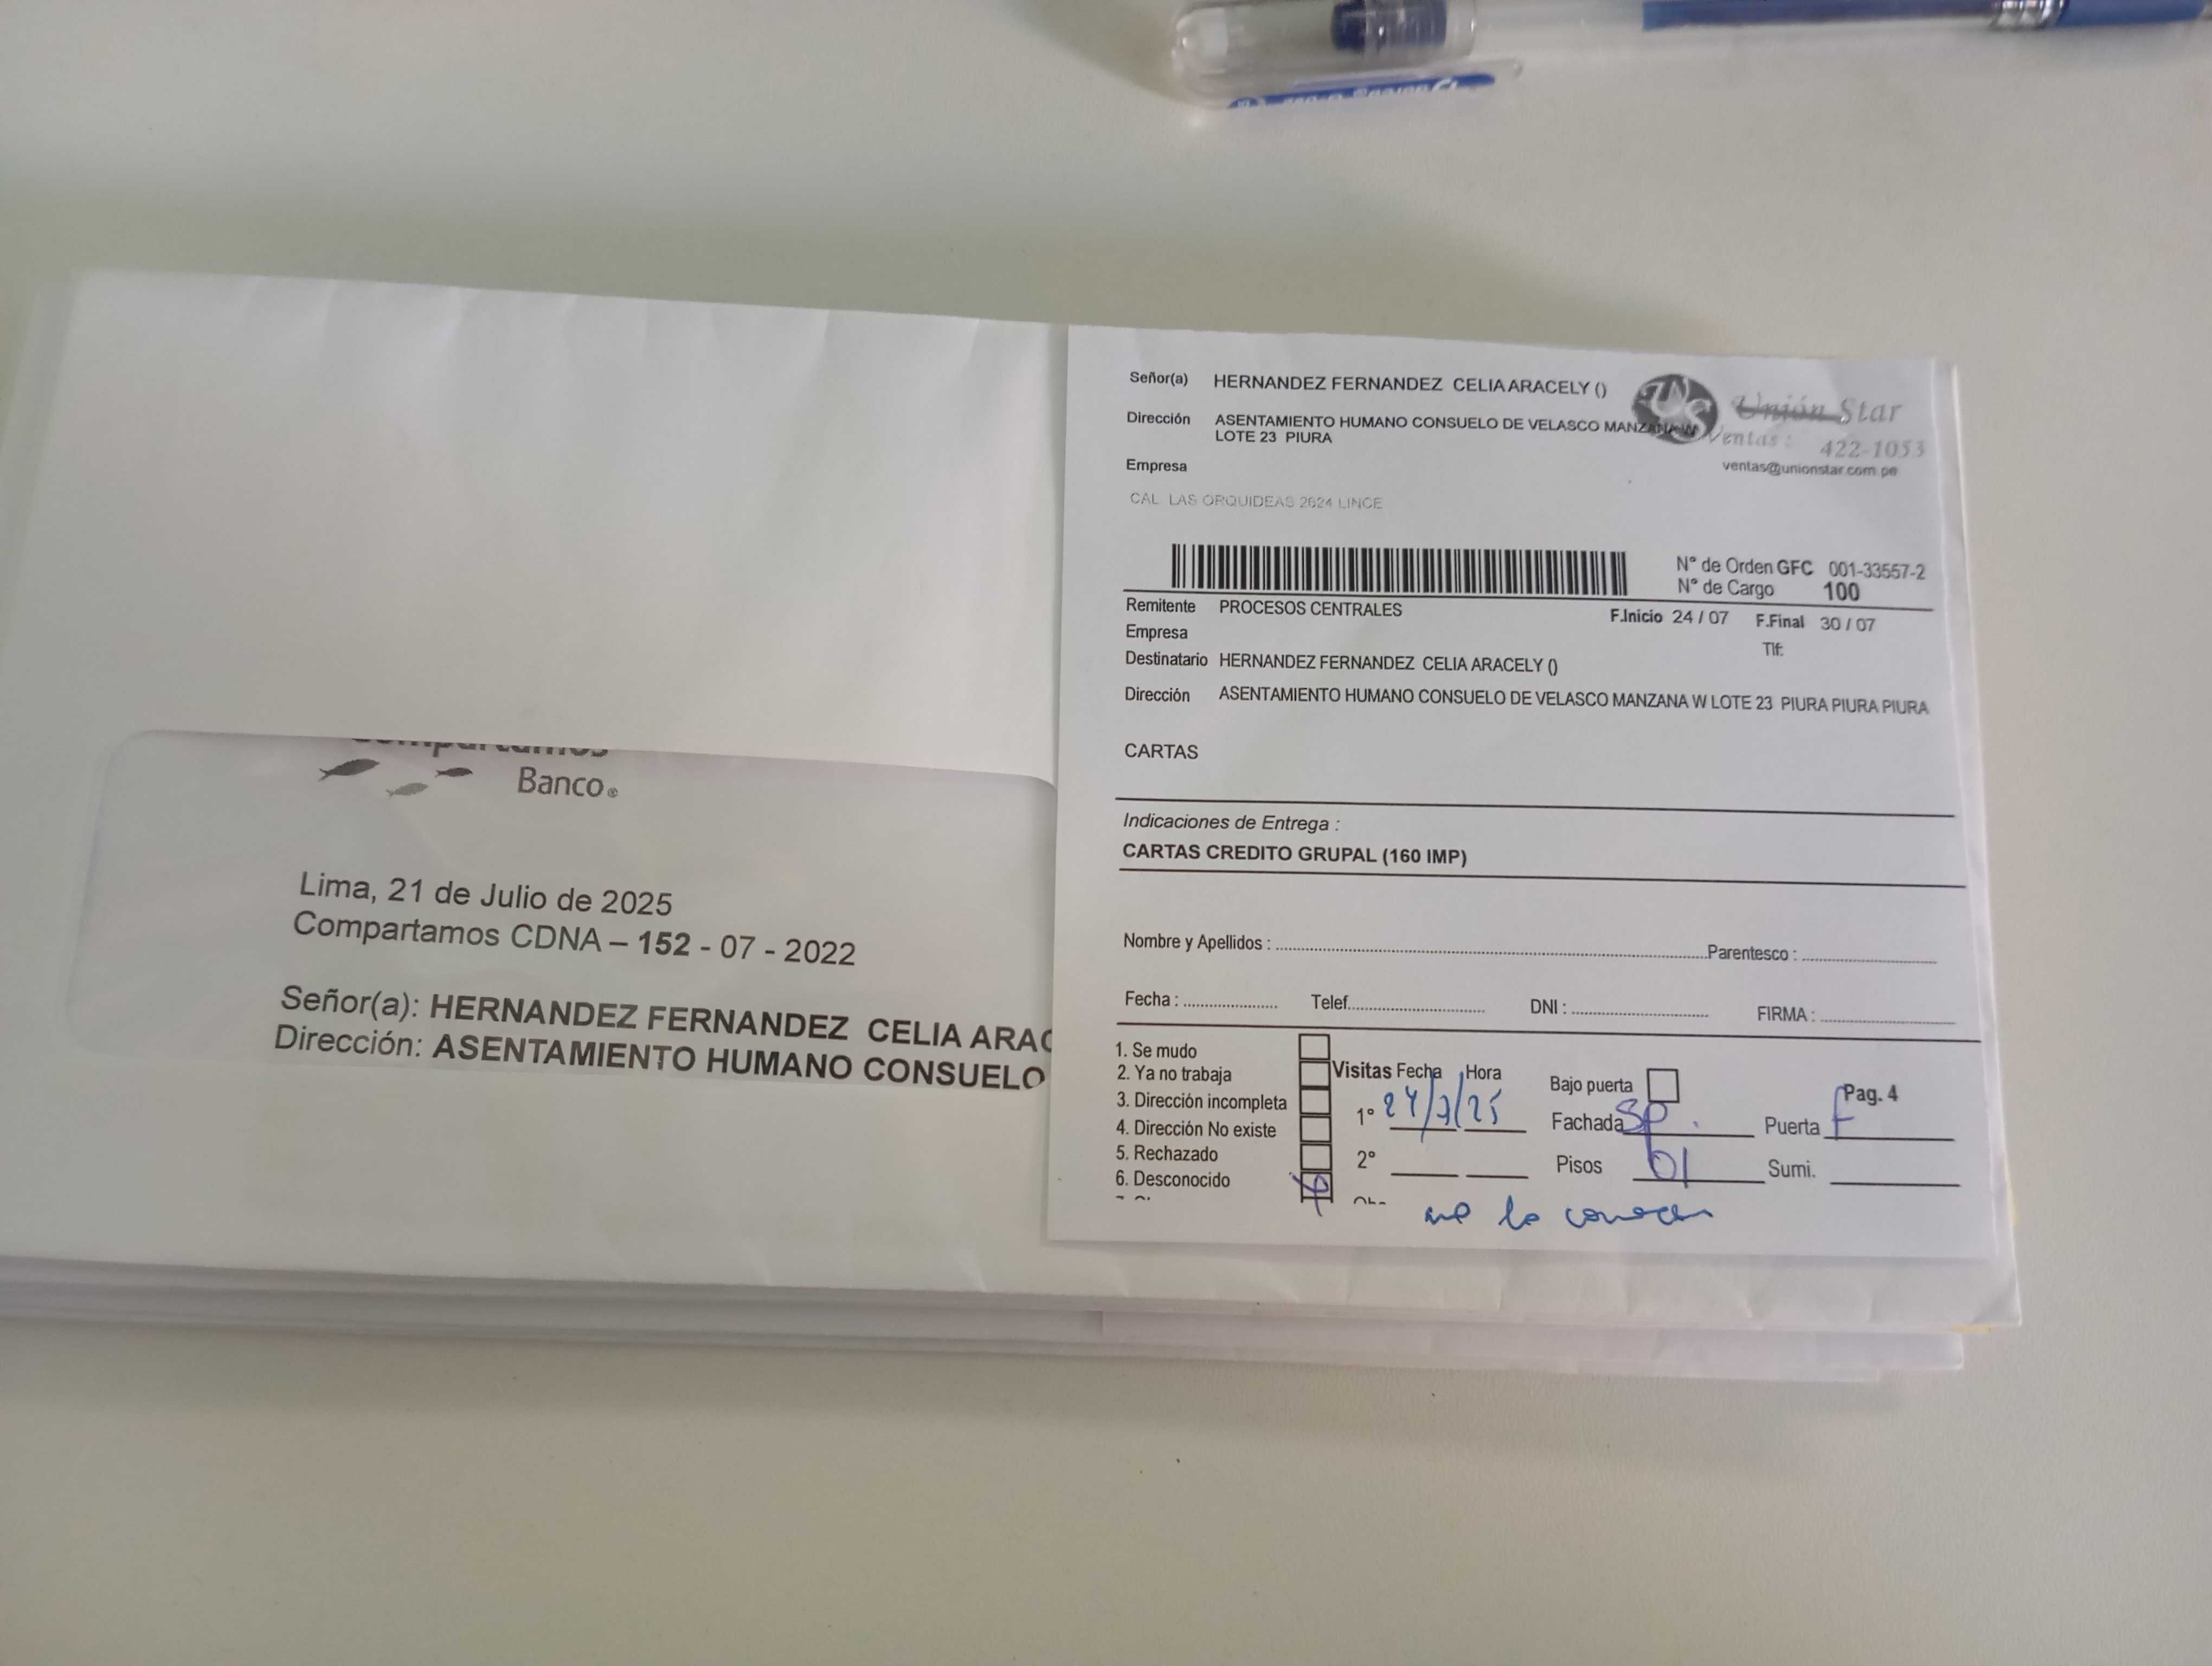 Señor(a) HERNANDEZ FERNANDEZ CELIA ARACELY ()
Dirección ASENTAMIENTO HUMANO CONSUELO DE VELASCO MANZANA W
LOTE 23 PIURA
Empresa
CAL LAS ORQUIDEAS 2624 LINCE
Unión Star
Ventas: 422-1053
ventas@unionstar.com.pe
N° de Orden GFC 001-33557-2
N° de Cargo 100
Remitente PROCESOS CENTRALES
F.Inicio 24 / 07 F.Final 30 / 07
Empresa
Tlf:
Destinatario HERNANDEZ FERNANDEZ CELIA ARACELY ()
Dirección ASENTAMIENTO HUMANO CONSUELO DE VELASCO MANZANA W LOTE 23 PIURA PIURA PIURA
CARTAS
Indicaciones de Entrega :
CARTAS CREDITO GRUPAL (160 IMP)
Nombre y Apellidos : Parentesco :
Fecha : Telef. DNI : FIRMA :
1. Se mudo
2. Ya no trabaja
3. Dirección incompleta
4. Dirección No existe
5. Rechazado
6. Desconocido
Visitas Fecha Hora
1° 24/7/25
2°
Bajo puerta
Pag. 4
Fachada SP. Puerta F
Pisos 01 Sumi.
no lo conocen
Compartamos
Banco
Lima, 21 de Julio de 2025
Compartamos CDNA – 152 - 07 - 2022
Señor(a): HERNANDEZ FERNANDEZ CELIA ARAC
Dirección: ASENTAMIENTO HUMANO CONSUELO